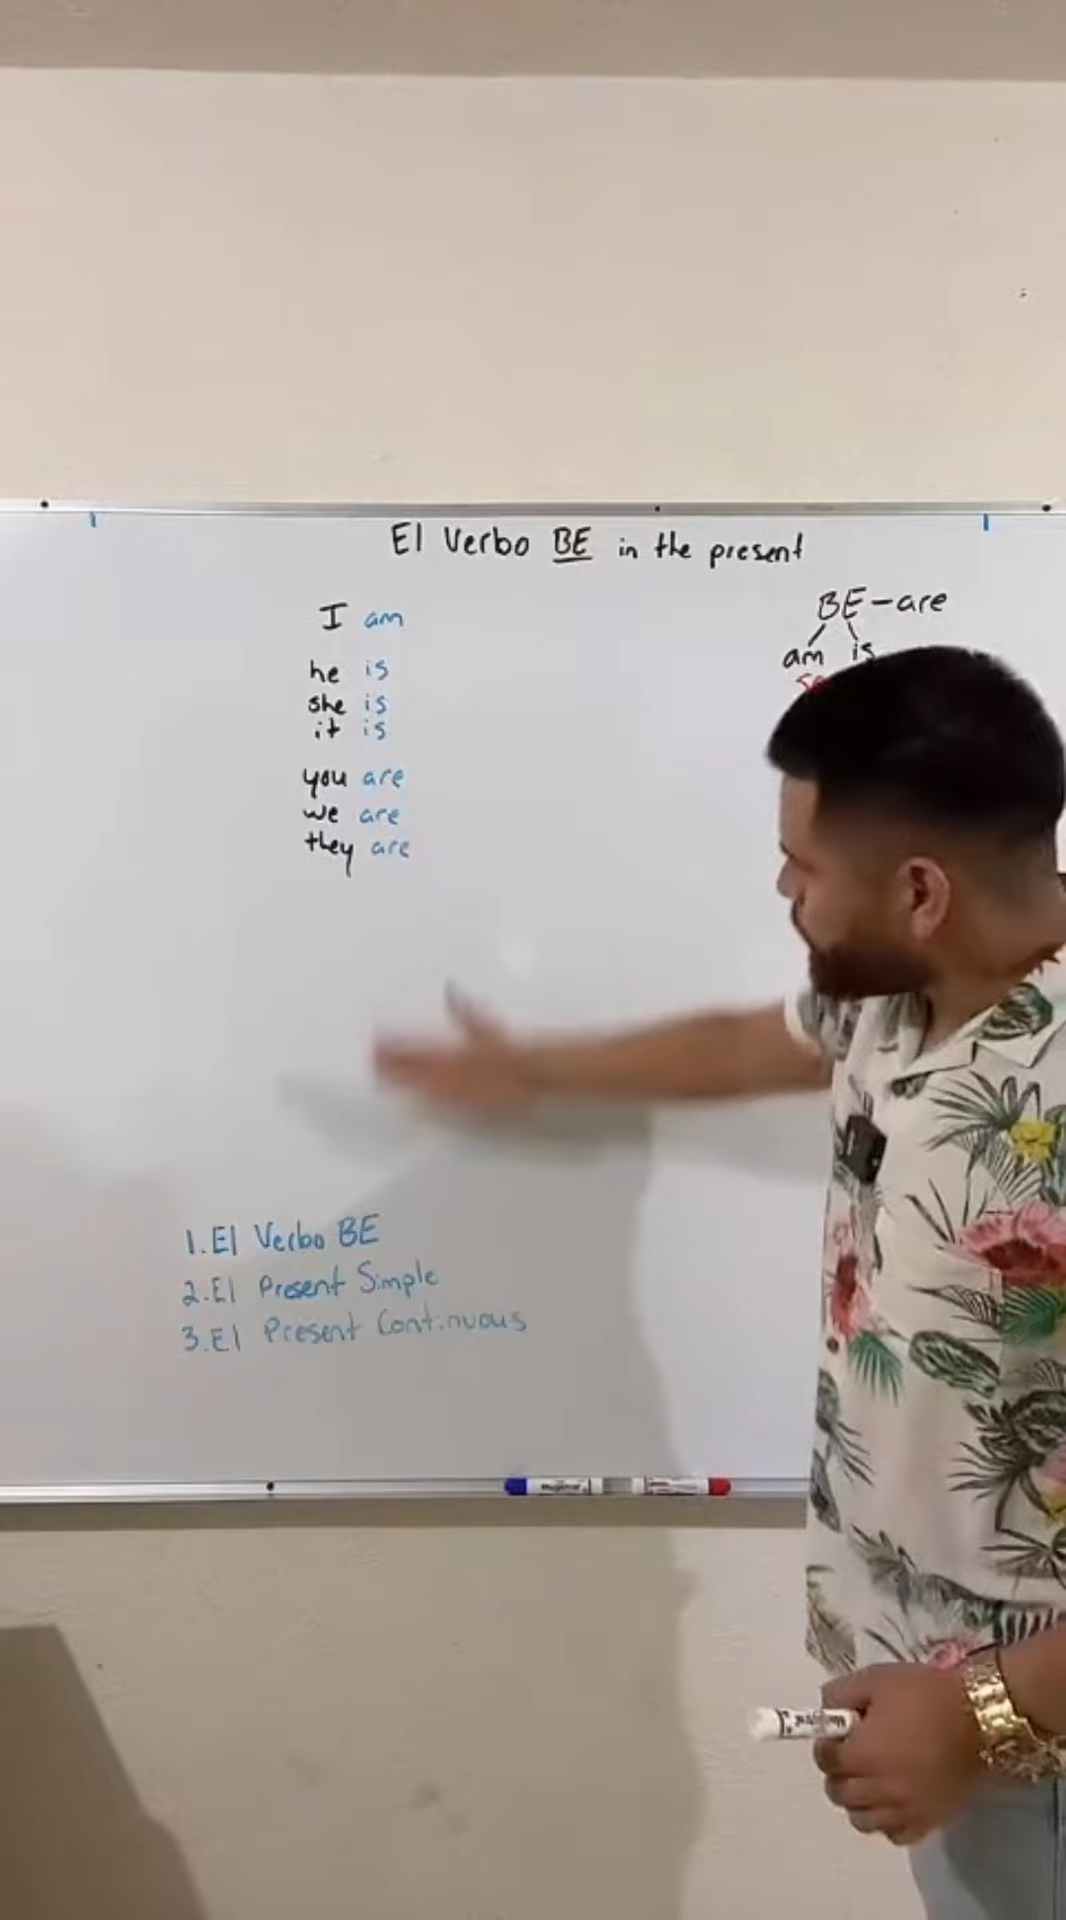 El Verbo BE in the present
I am
he is
she is
it is
you are
we are
they are
BE - are
am is
1. El Verbo BE
2. El Present Simple
3. El Present Continuous